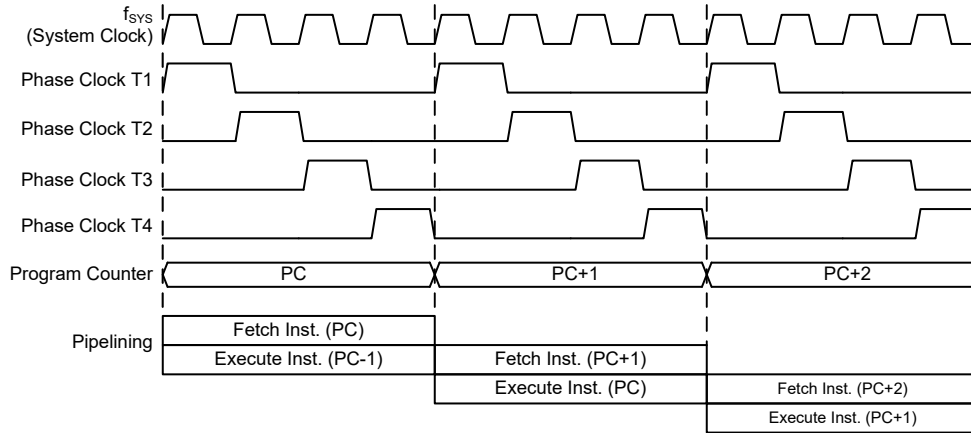 fSYS
(System Clock)
Phase Clock T1
Phase Clock T2
Phase Clock T3
Phase Clock T4
Program Counter PC PC+1 PC+2
Pipelining
Fetch Inst. (PC)
Execute Inst. (PC-1) Fetch Inst. (PC+1)
Execute Inst. (PC) Fetch Inst. (PC+2)
Execute Inst. (PC+1)